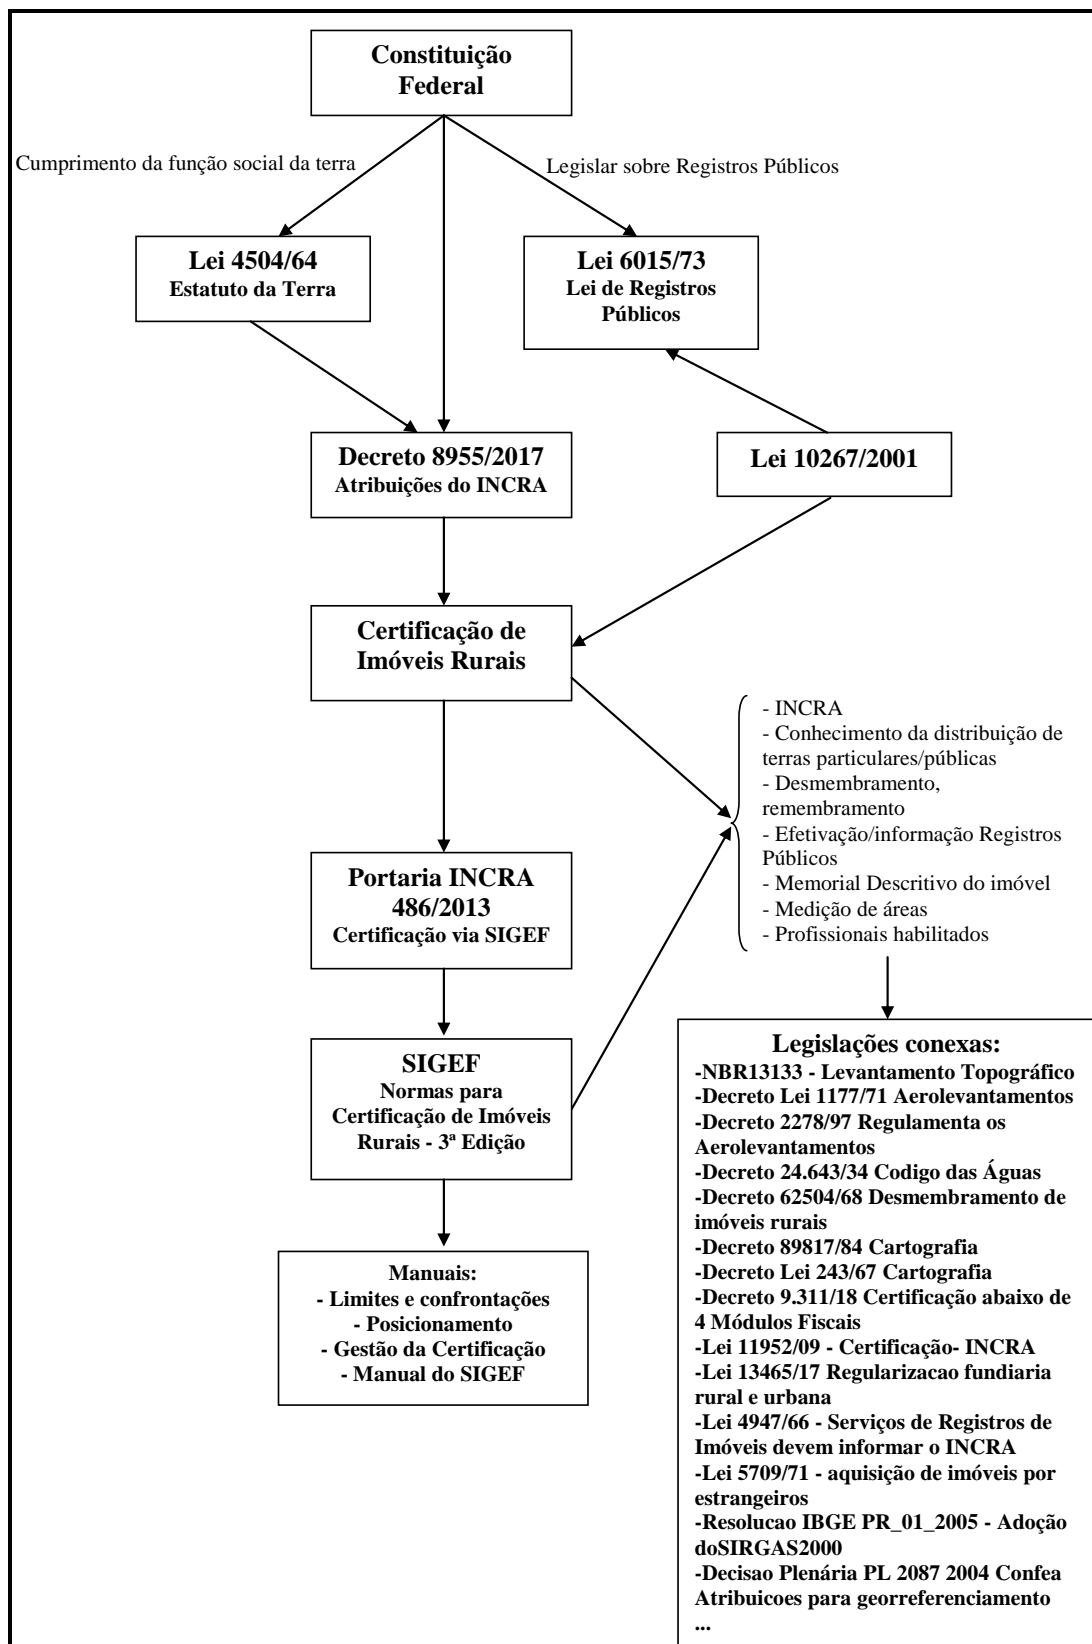 Constituição
Federal
Cumprimento da função social da terra
Legislar sobre Registros Públicos
Lei 4504/64
Estatuto da Terra
Lei 6015/73
Lei de Registros
Públicos
Decreto 8955/2017
Atribuições do INCRA
Lei 10267/2001
Certificação de
Imóveis Rurais
- INCRA
- Conhecimento da distribuição de
terras particulares/públicas
- Desmembramento,
remembramento
- Efetivação/informação Registros
Públicos
- Memorial Descritivo do imóvel
- Medição de áreas
- Profissionais habilitados
Portaria INCRA
486/2013
Certificação via SIGEF
SIGEF
Normas para
Certificação de Imóveis
Rurais - 3ª Edição
Manuais:
- Limites e confrontações
- Posicionamento
- Gestão da Certificação
- Manual do SIGEF
Legislações conexas:
-NBR13133 - Levantamento Topográfico
-Decreto Lei 1177/71 Aerolevantamentos
-Decreto 2278/97 Regulamenta os
Aerolevantamentos
-Decreto 24.643/34 Codigo das Águas
-Decreto 62504/68 Desmembramento de
imóveis rurais
-Decreto 89817/84 Cartografia
-Decreto Lei 243/67 Cartografia
-Decreto 9.311/18 Certificação abaixo de
4 Módulos Fiscais
-Lei 11952/09 - Certificação- INCRA
-Lei 13465/17 Regularizacao fundiaria
rural e urbana
-Lei 4947/66 - Serviços de Registros de
Imóveis devem informar o INCRA
-Lei 5709/71 - aquisição de imóveis por
estrangeiros
-Resolucao IBGE PR_01_2005 - Adoção
doSIRGAS2000
-Decisao Plenária PL 2087 2004 Confea
Atribuicoes para georreferenciamento
...